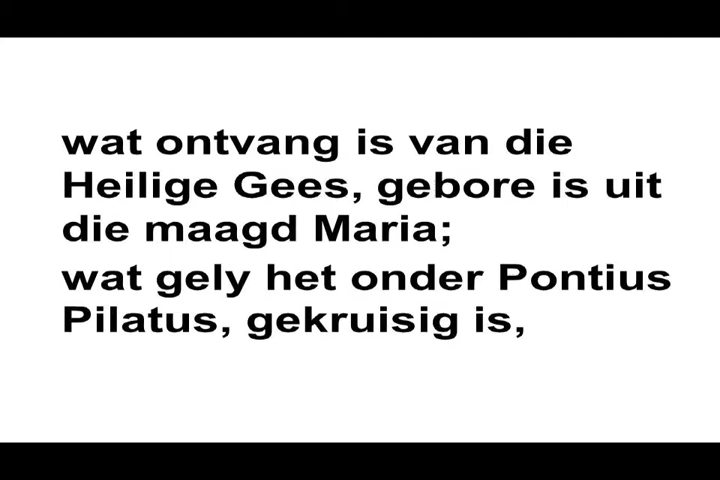 wat ontvang is van die
Heilige Gees, gebore is uit
die maagd Maria;
wat gely het onder Pontius
Pilatus, gekruisig is,